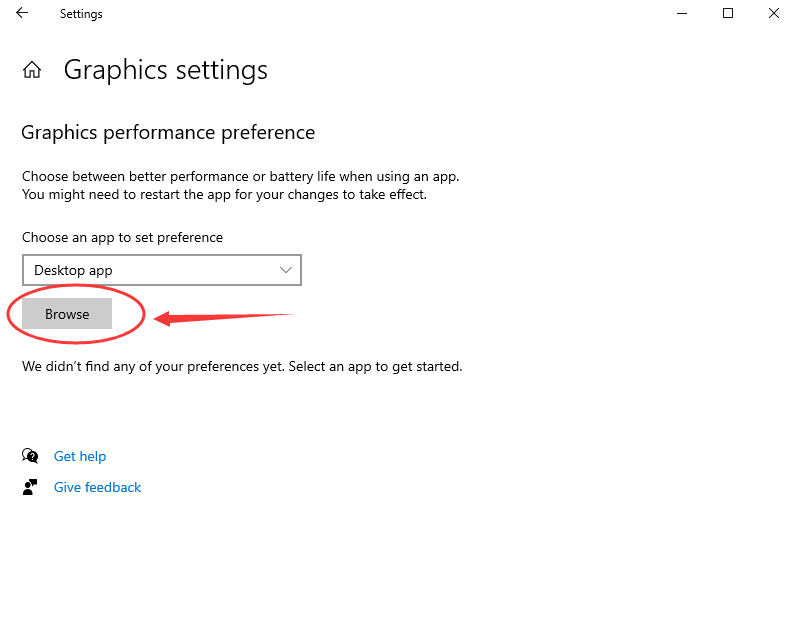 Settings
Graphics settings
Graphics performance preference
Choose between better performance or battery life when using an app.
You might need to restart the app for your changes to take effect.
Choose an app to set preference
Desktop app
Browse
We didn't find any of your preferences yet. Select an app to get started.
Get help
Give feedback